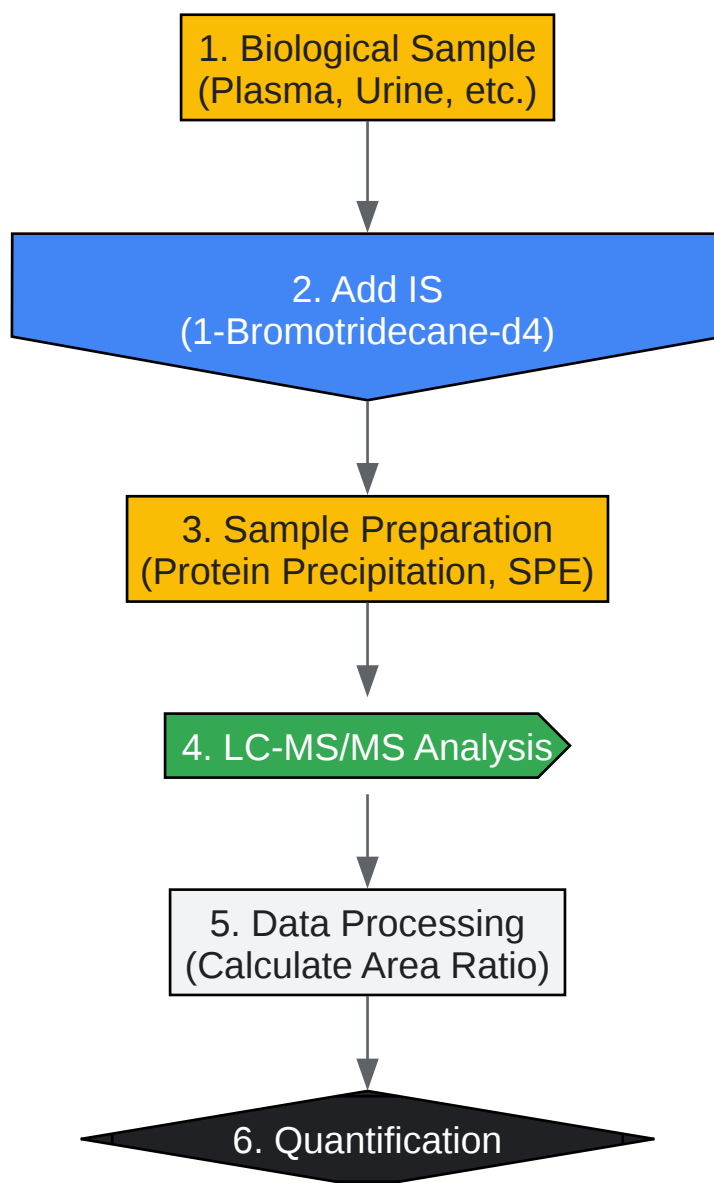 1. Biological Sample
(Plasma, Urine, etc.)
2. Add IS
(1-Bromotridecane-d4)
3. Sample Preparation
(Protein Precipitation, SPE)
4. LC-MS/MS Analysis
5. Data Processing
(Calculate Area Ratio)
6. Quantification